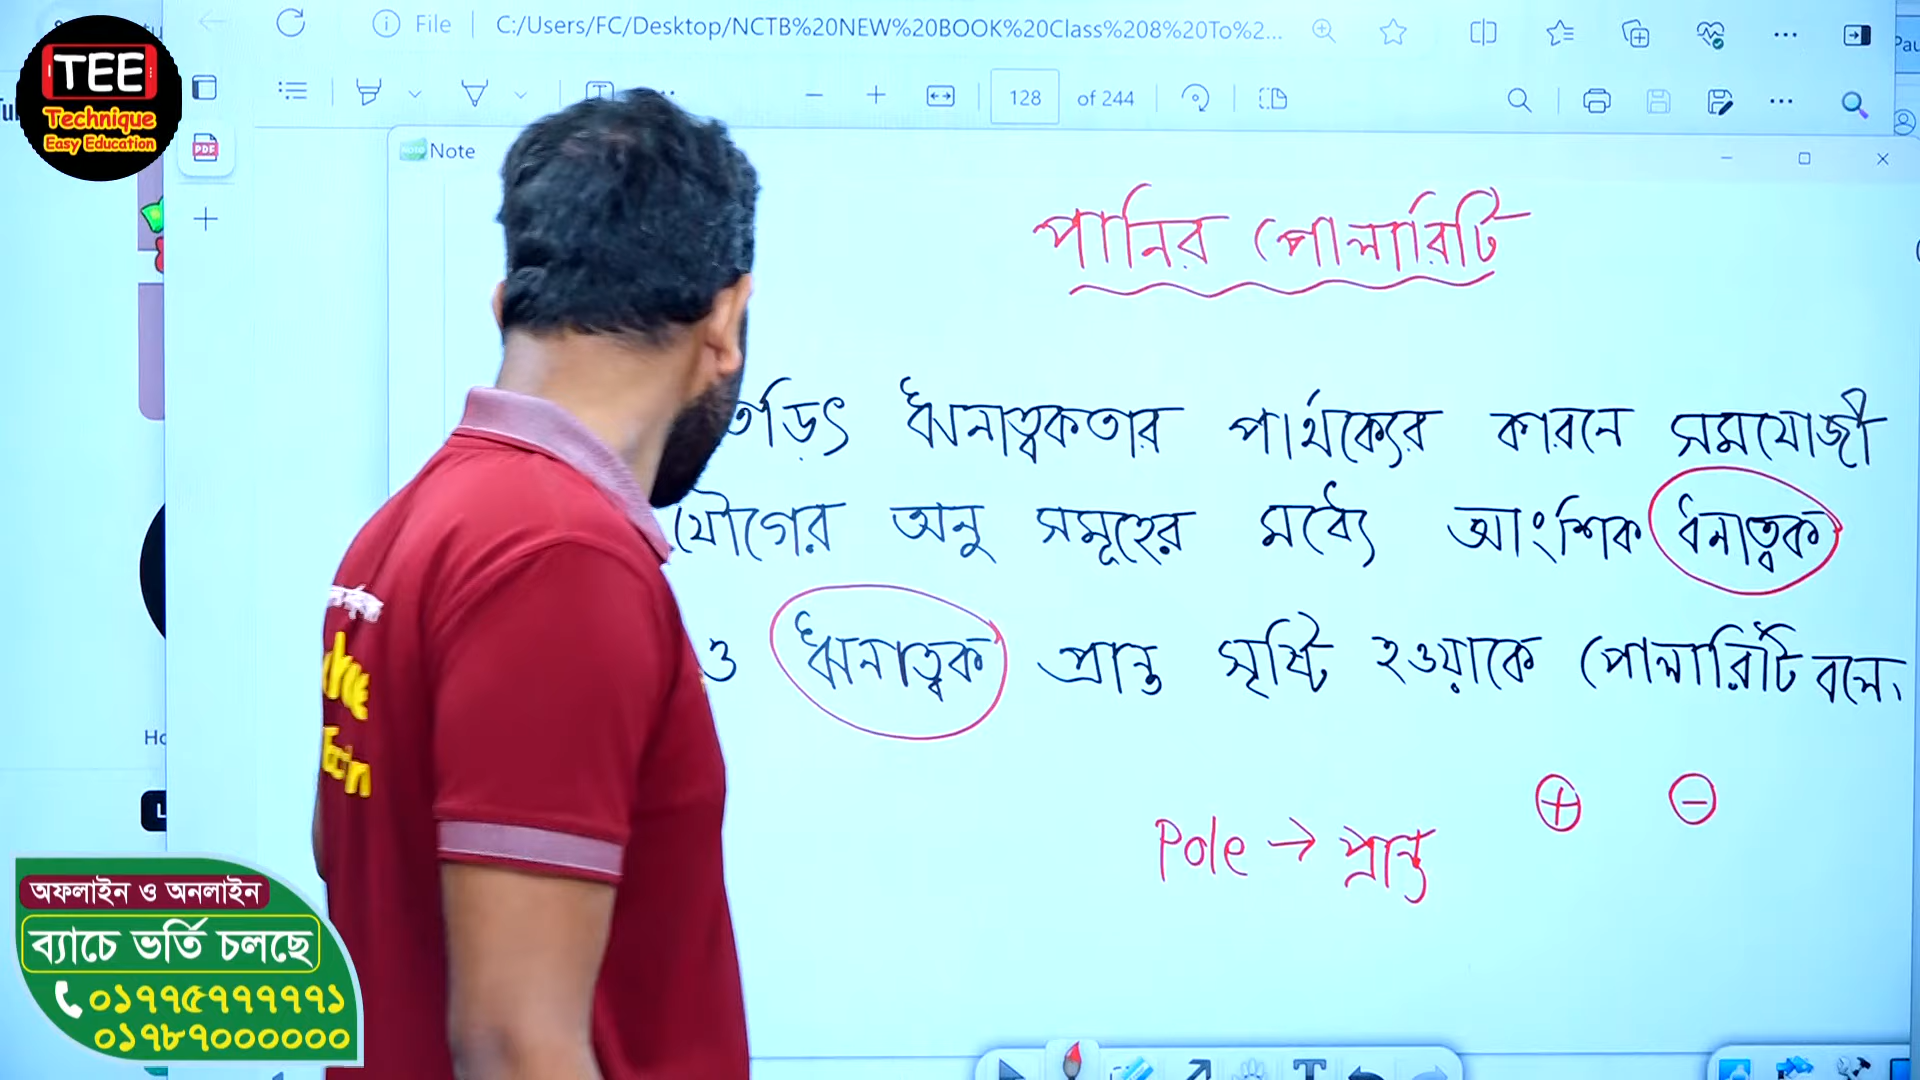 File
C:/Users/FC/Desktop/NCTB%20NEW%20BOOK%20Class%208%20To%2...
TEE
Technique
Easy Education
128 of 244
Note
পানির পোলারিটি
তড়িৎ ঋনাত্বকতার পার্থক্যের কারনে সমযোজী
যৌগের অনু সমূহের মধ্যে আংশিক ধনাত্বক
ও ঋনাত্বক প্রান্ত সৃষ্টি হওয়াকে পোলারিটি বলে।
+ −
Pole → প্রান্ত
অফলাইন ও অনলাইন
ব্যাচে ভর্তি চলছে
০১৭৭৫৭৭৭৭৭১
০১৭৮৭০০০০০০